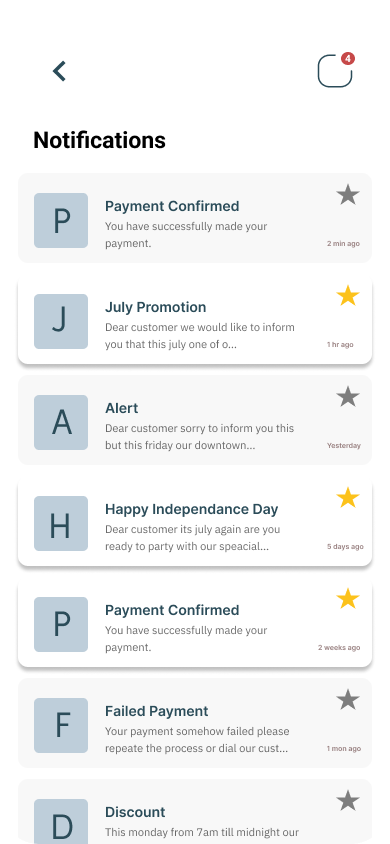 4
Notifications
P
Payment Confirmed
You have successfully made your
payment.
2 min ago
J
July Promotion
Dear customer we would like to inform
you that this july one of o...
1 hr ago
A
Alert
Dear customer sorry to inform you this
but this friday our downtown...
Yesterday
H
Happy Independance Day
Dear customer its july again are you
ready to party with our speacial...
5 days ago
P
Payment Confirmed
You have successfully made your
payment.
2 weeks ago
F
Failed Payment
Your payment somehow failed please
repeate the process or dial our cust...
1 mon ago
D
Discount
This monday from 7am till midnight our